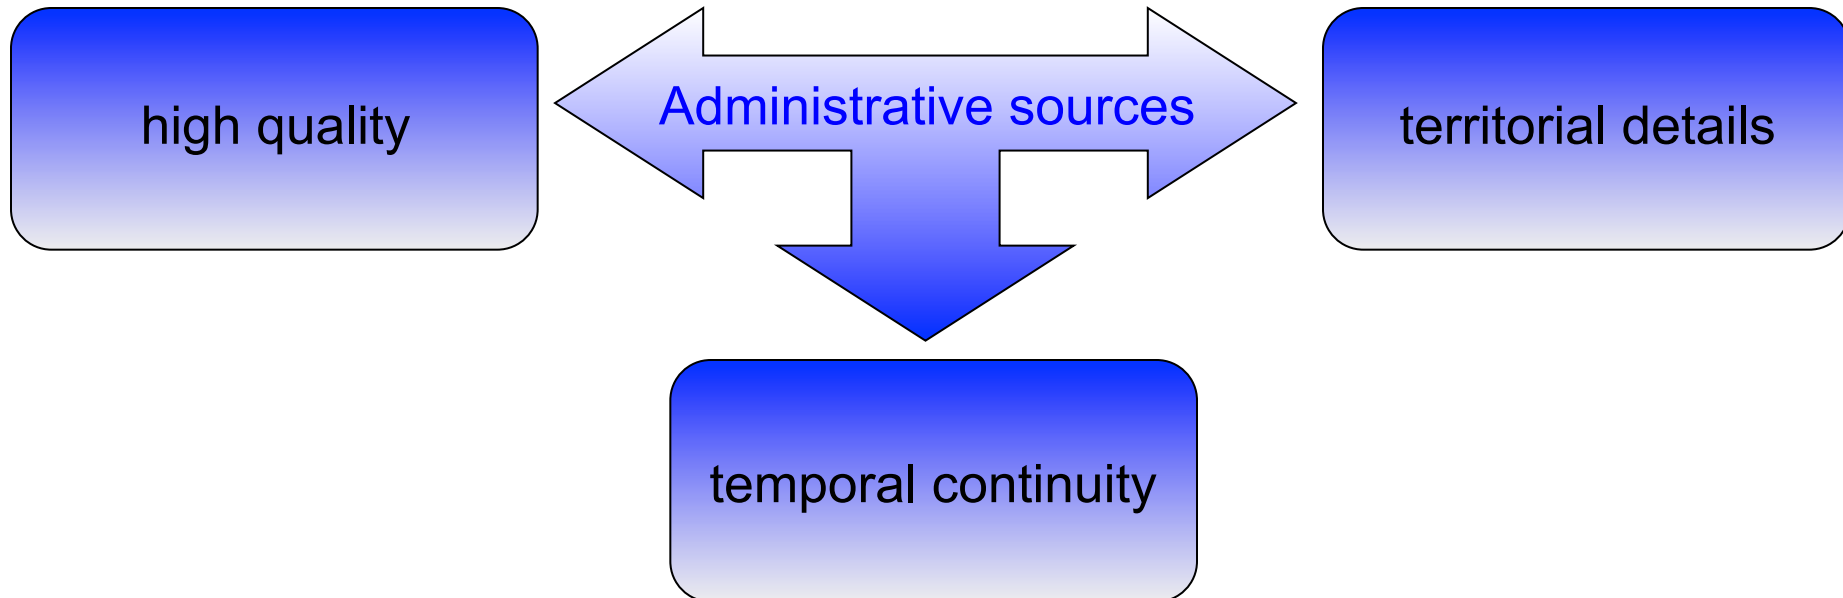 high quality
Administrative sources
territorial details
temporal continuity